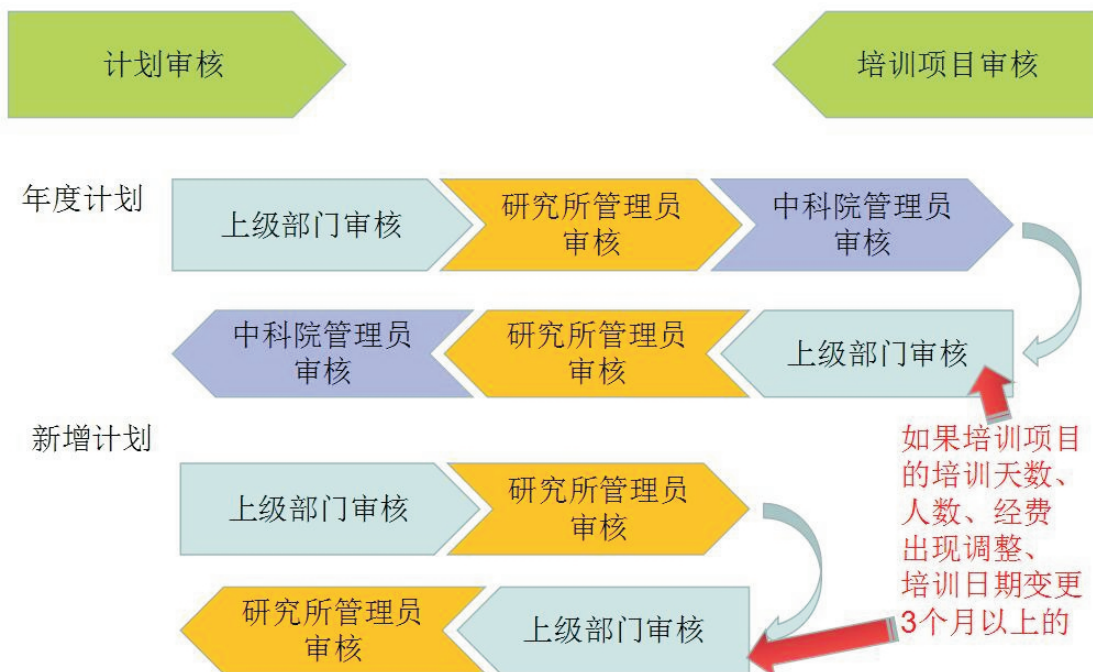 计划审核
培训项目审核
年度计划
上级部门审核
研究所管理员
审核
中科院管理员
审核
中科院管理员
审核
研究所管理员
审核
上级部门审核
新增计划
上级部门审核
研究所管理员
审核
研究所管理员
审核
上级部门审核
如果培训项目
的培训天数、
人数、经费
出现调整、
培训日期变更
3个月以上的